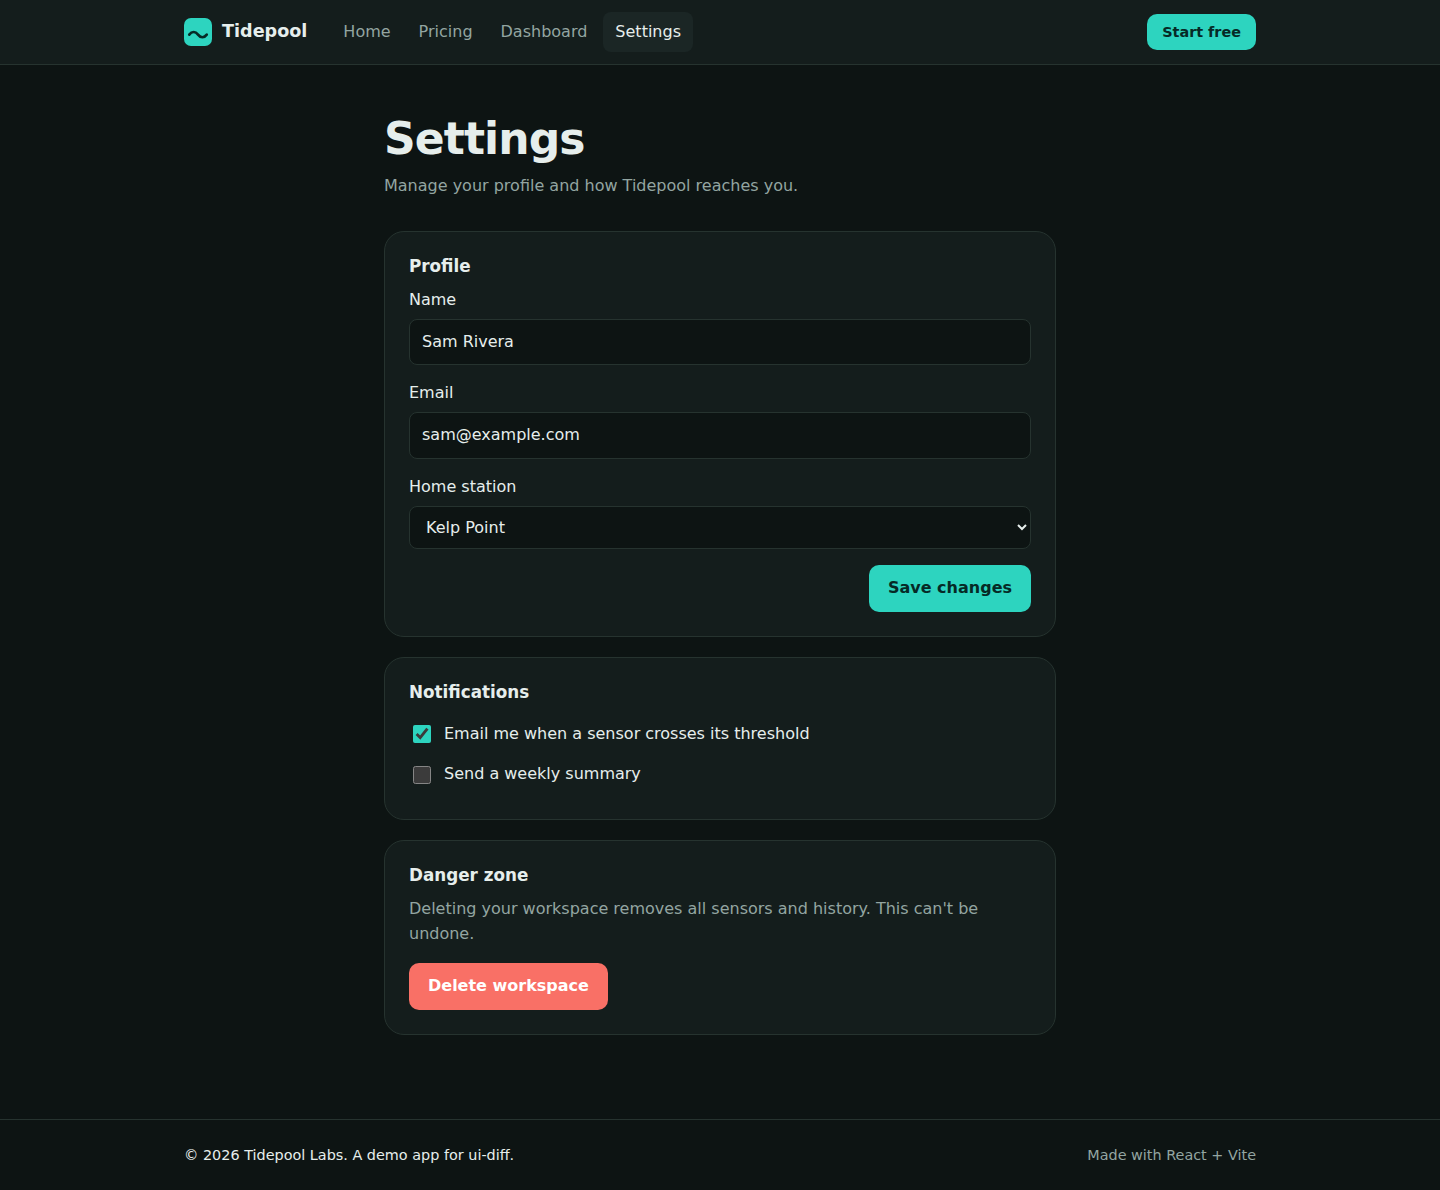 Tidepool
Home
Pricing
Dashboard
Settings
Start free
Settings
Manage your profile and how Tidepool reaches you.
Profile
Name
Sam Rivera
Email
sam@example.com
Home station
Kelp Point
Save changes
Notifications
Email me when a sensor crosses its threshold
Send a weekly summary
Danger zone
Deleting your workspace removes all sensors and history. This can't be
undone.
Delete workspace
© 2026 Tidepool Labs. A demo app for ui-diff.
Made with React + Vite